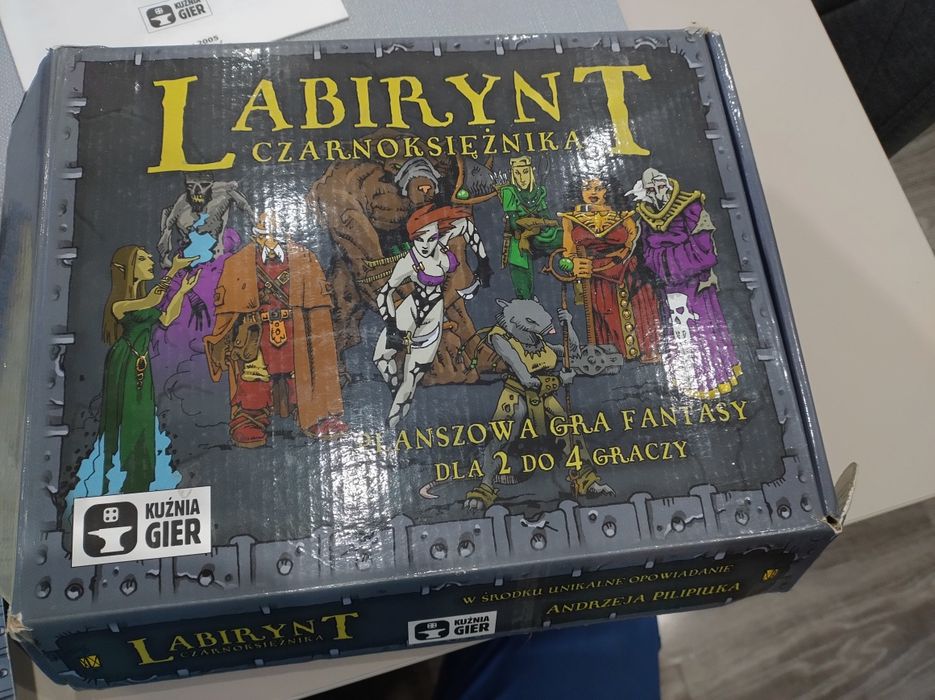 KUŹNIA
GIER
2005
LABIRYNT
CZARNOKSIĘŻNIKA
PLANSZOWA GRA FANTASY
DLA 2 DO 4 GRACZY
KUŹNIA
GIER
W ŚRODKU UNIKALNE OPOWIADANIE
ANDRZEJA PILIPIUKA
LABIRYNT
CZARNOKSIĘŻNIKA
KUŹNIA
GIER